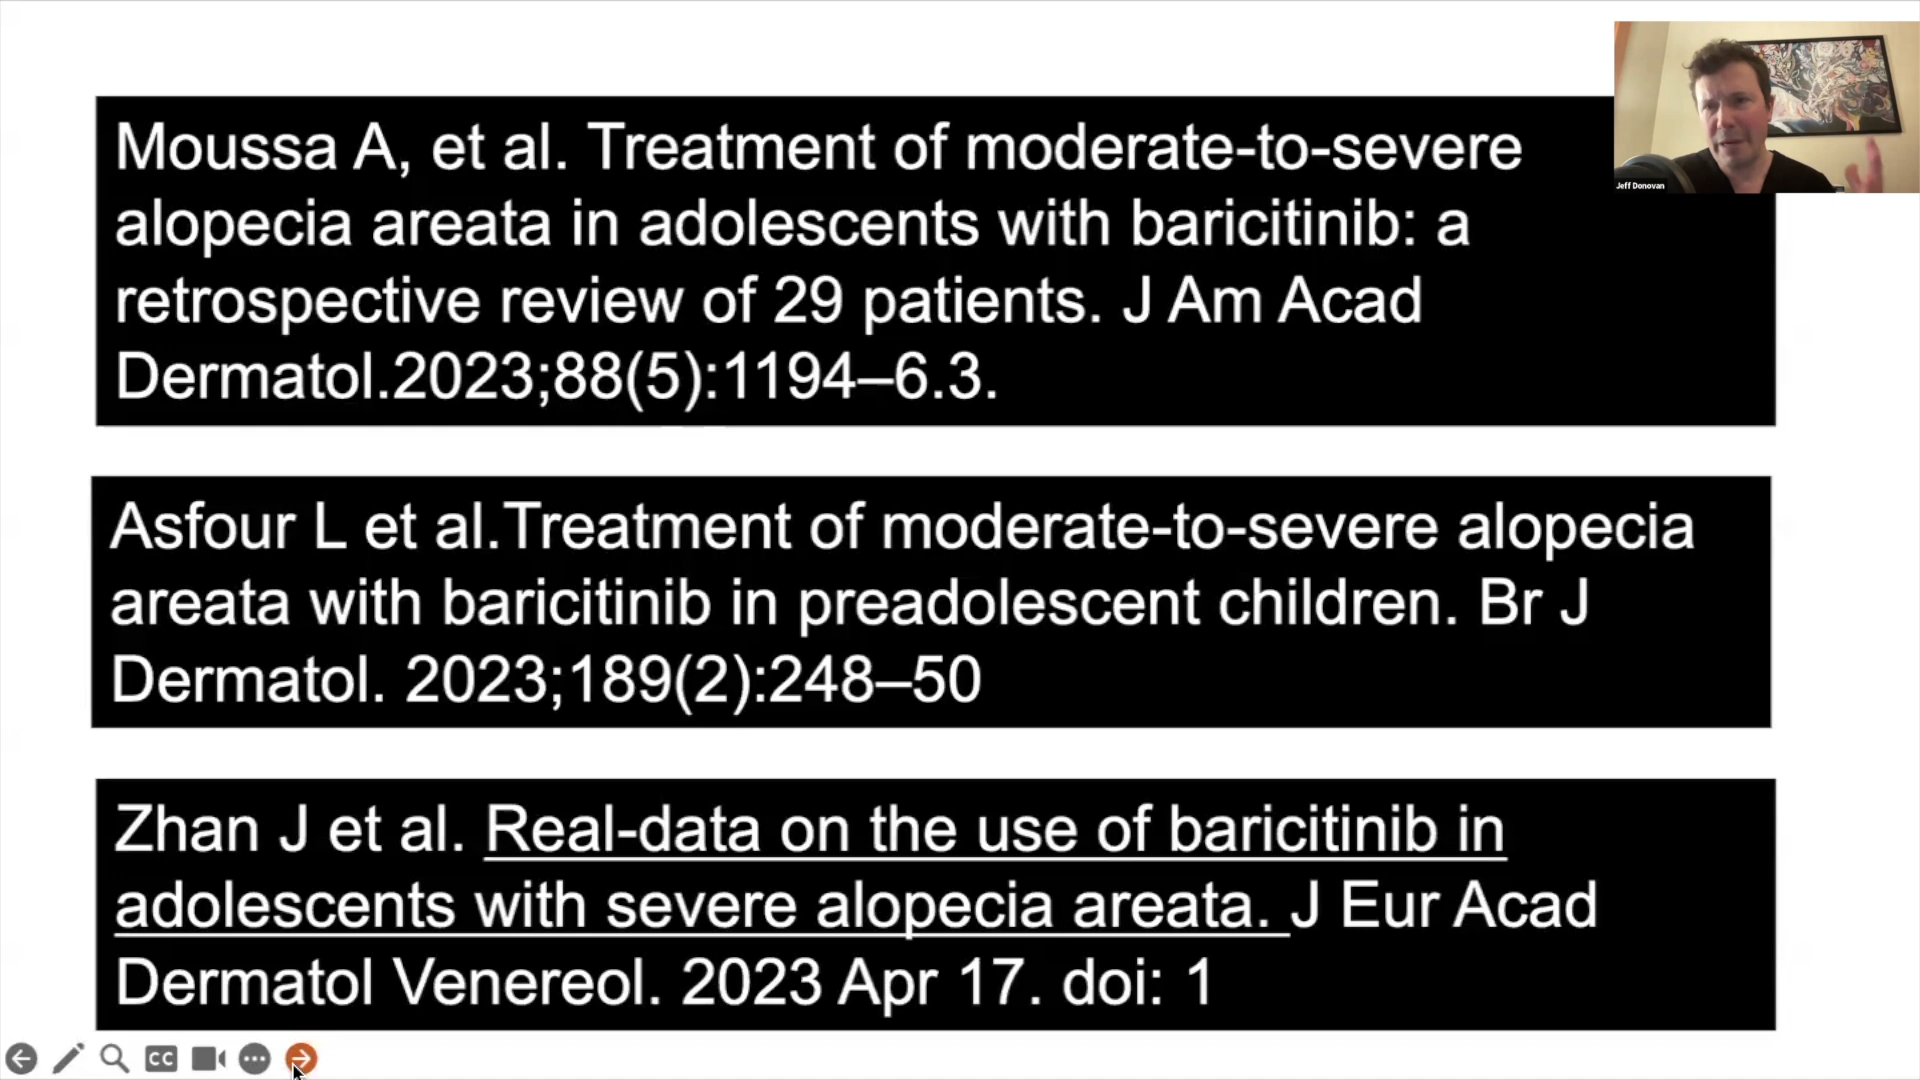 Moussa A, et al. Treatment of moderate-to-severe
alopecia areata in adolescents with baricitinib: a
retrospective review of 29 patients. J Am Acad
Dermatol.2023;88(5):1194–6.3.
Jeff Donovan
Asfour L et al.Treatment of moderate-to-severe alopecia
areata with baricitinib in preadolescent children. Br J
Dermatol. 2023;189(2):248–50
Zhan J et al. Real-data on the use of baricitinib in
adolescents with severe alopecia areata. J Eur Acad
Dermatol Venereol. 2023 Apr 17. doi: 1
CC